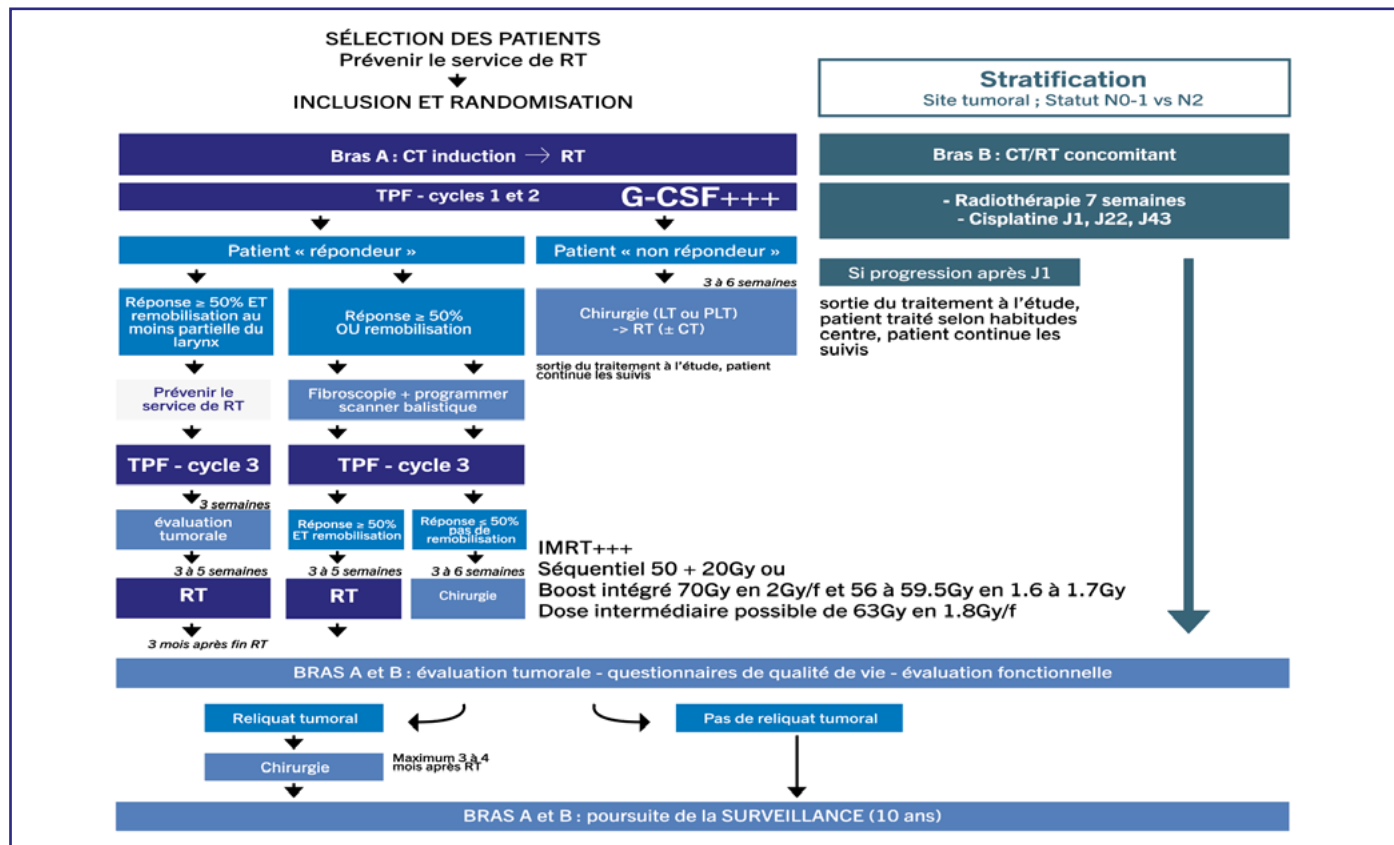 SÉLECTION DES PATIENTS
Prévenir le service de RT
INCLUSION ET RANDOMISATION
Stratification
Site tumoral ; Statut N0-1 vs N2
Bras A : CT induction → RT
Bras B : CT/RT concomitant
TPF - cycles 1 et 2 G-CSF+++
- Radiothérapie 7 semaines
- Cisplatine J1, J22, J43
Patient « répondeur »
Patient « non répondeur »
Si progression après J1
sortie du traitement à l'étude,
patient traité selon habitudes
centre, patient continue les
suivis
3 à 6 semaines
Réponse ≥ 50% ET
remobilisation au
moins partielle du
larynx
Réponse ≥ 50%
OU remobilisation
Chirurgie (LT ou PLT)
-> RT (± CT)
sortie du traitement à l'étude, patient
continue les suivis
Prévenir le
service de RT
Fibroscopie + programmer
scanner balistique
TPF - cycle 3
TPF - cycle 3
3 semaines
évaluation
tumorale
Réponse ≥ 50%
ET remobilisation
Réponse ≤ 50%
pas de
remobilisation
3 à 5 semaines
3 à 5 semaines
3 à 6 semaines
RT
RT
Chirurgie
IMRT+++
Séquentiel 50 + 20Gy ou
Boost intégré 70Gy en 2Gy/f et 56 à 59.5Gy en 1.6 à 1.7Gy
Dose intermédiaire possible de 63Gy en 1.8Gy/f
3 mois après fin RT
BRAS A et B : évaluation tumorale - questionnaires de qualité de vie - évaluation fonctionnelle
Reliquat tumoral
Pas de reliquat tumoral
Chirurgie
Maximum 3 à 4
mois après RT
BRAS A et B : poursuite de la SURVEILLANCE (10 ans)